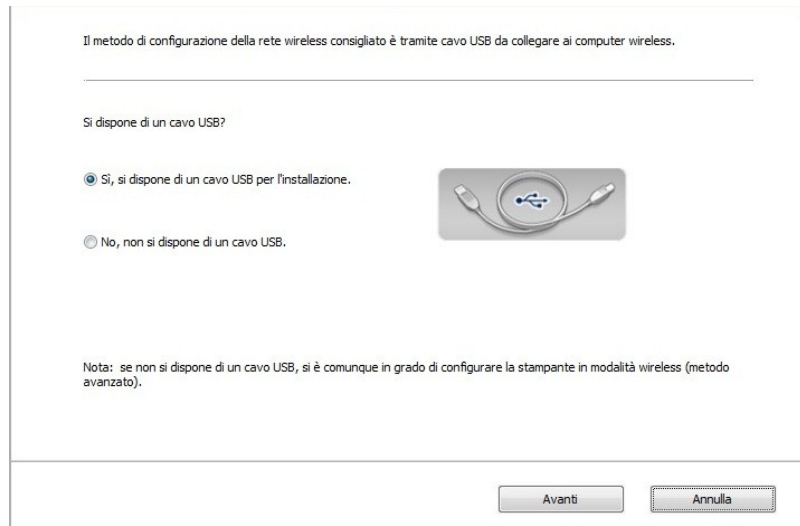 Il metodo di configurazione della rete wireless consigliato è tramite cavo USB da collegare ai computer wireless.
Si dispone di un cavo USB?
Sì, si dispone di un cavo USB per l'installazione.
No, non si dispone di un cavo USB.
Nota: se non si dispone di un cavo USB, si è comunque in grado di configurare la stampante in modalità wireless (metodo
avanzato).
Avanti
Annulla